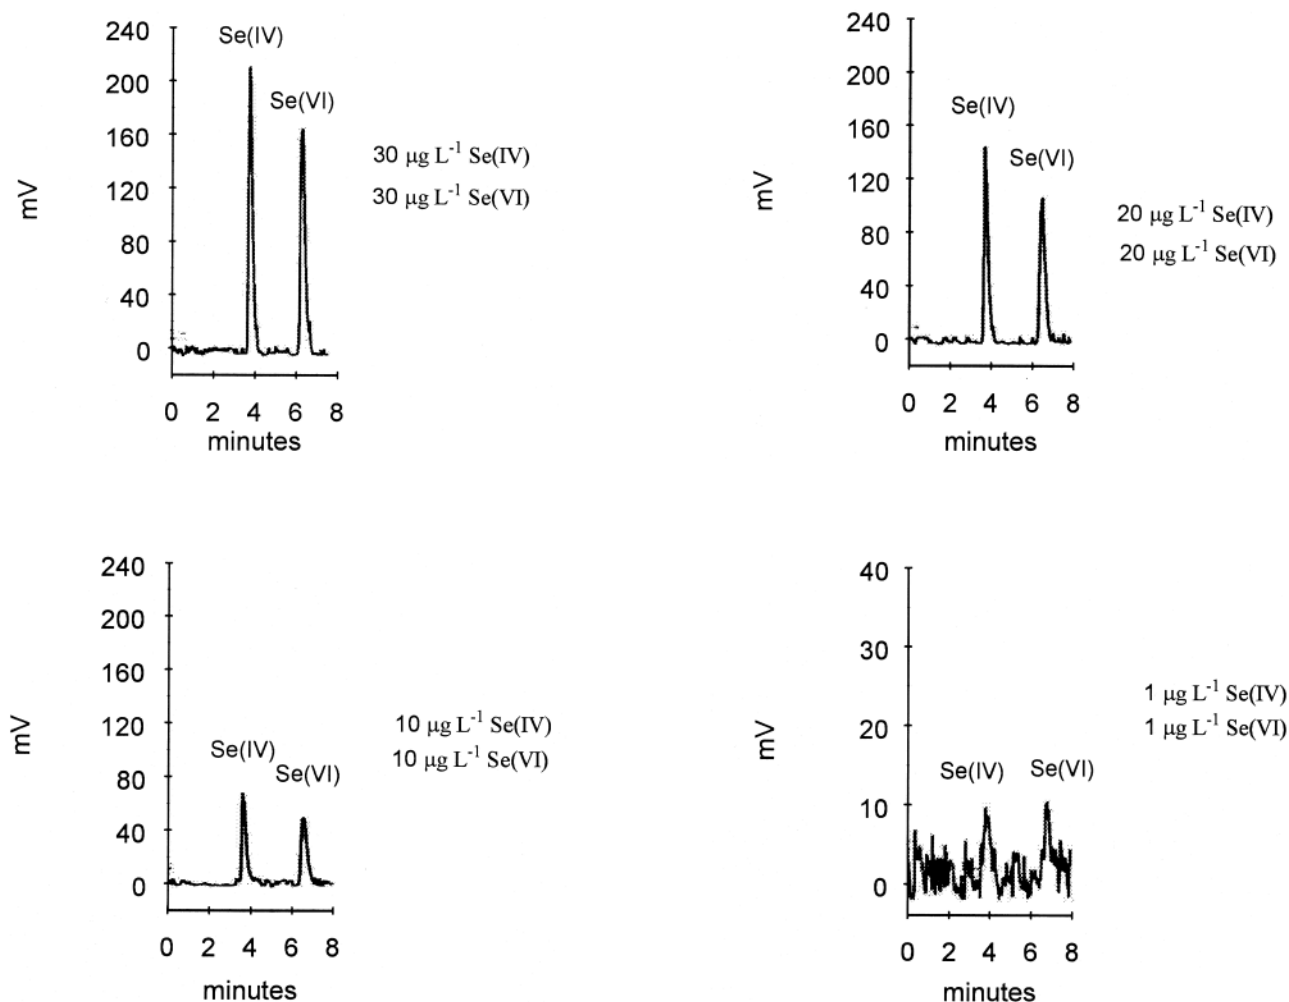 240
200
160
120
80
40
0
mV
Se(IV)
Se(VI)
30 µg L⁻¹ Se(IV)
30 µg L⁻¹ Se(VI)
0 2 4 6 8
minutes
240
200
160
120
80
40
0
mV
Se(IV)
Se(VI)
20 µg L⁻¹ Se(IV)
20 µg L⁻¹ Se(VI)
0 2 4 6 8
minutes
240
200
160
120
80
40
0
mV
Se(IV)
Se(VI)
10 µg L⁻¹ Se(IV)
10 µg L⁻¹ Se(VI)
0 2 4 6 8
minutes
40
30
20
10
0
mV
Se(IV)
Se(VI)
1 µg L⁻¹ Se(IV)
1 µg L⁻¹ Se(VI)
0 2 4 6 8
minutes